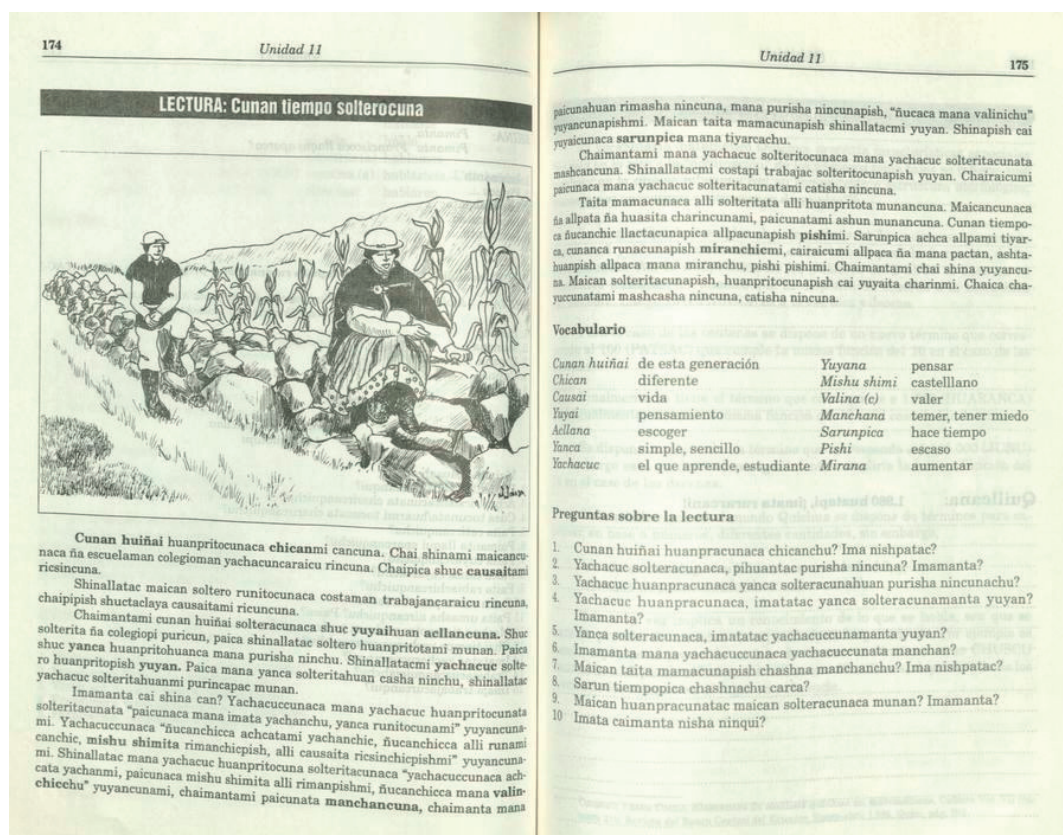 174
Unidad 11
LECTURA: Cunan tiempo solterocuna
Cunan huiñai huanpritocunaca chicanmi cancuna. Chai shinami maicancu-
naca ña escuelaman colegioman yachacuncaraicu rincuna. Chaipica shuc causaitami
ricsincuna.
Shinallatac maican soltero runitocunaca costaman trabajancaraicu rincuna,
chaipipish shuctaclaya causaitami ricuncuna.
Chaimantami cunan huiñai solteracunaca shuc yuyaihuan acllancuna. Shuc
solterita ña colegiopi puricun, paica shinallatac soltero huanpritotami munan. Paica
shuc yanca huanpritohuanca mana purisha ninchu. Shinallatacmi yachacuc solte-
ro huanpritopish yuyan. Paica mana yanca solteritahuan casha ninchu, shinallatac
yachacuc solteritahuanmi purincapac munan.
Imamanta cai shina can? Yachacuccunaca mana yachacuc huanpritocunata
solteritacunata "paicunaca mana imata yachanchu, yanca runitocunami" yuyancuna-
mi. Yachacuccunaca "ñucanchicca achcatami yachanchic, ñucanchicca alli runami
canchic, mishu shimita rimanchicpish, alli causaita ricsinchicpishmi" yuyancuna-
mi. Shinallatac mana yachacuc huanpritocuna solteritacunaca "yachacuccunaca ach-
cata yachanmi, paicunaca mishu shimita alli rimanpishmi, ñucanchicca mana valin-
chicchu" yuyancunami, chaimantami paicunata manchancuna, chaimanta mana
Unidad 11
175
paicunahuan rimasha nincuna, mana purisha nincunapish, "ñucaca mana valinichu"
yuyancunapishmi. Maican taita mamacunapish shinallatacmi yuyan. Shinapish cai
yuyaicunaca sarunpica mana tiyarcachu.
Chaimantami mana yachacuc solteritocunaca mana yachacuc solteritacunata
mashcancuna. Shinallatacmi costapi trabajac solteritocunapish yuyan. Chairaicumi
paicunaca mana yachacuc solteritacunatami catisha nincuna.
Taita mamacunaca alli solteritata alli huanpritota munancuna. Maicancunaca
ña allpata ña huasita charincunami, paicunatami ashun munancuna. Cunan tiempo-
ca ñucanchic llactacunapica allpacunapish pishimi. Sarunpica achca allpami tiyar-
ca, cunanca runacunapish miranchicmi, cairaicumi allpaca ña mana pactan, ashta-
huanpish allpaca mana miranchu, pishi pishimi. Chaimantami chai shina yuyancu-
na. Maican solteritacunapish, huanpritocunapish cai yuyaita charinmi. Chaica cha-
yuccunatami mashcasha nincuna, catisha nincuna.
Vocabulario
Cunan huiñai de esta generación Yuyana pensar
Chican diferente Mishu shimi castelllano
Causai vida Valina (c) valer
Yuyai pensamiento Manchana temer, tener miedo
Acllana escoger Sarunpica hace tiempo
Yanca simple, sencillo Pishi escaso
Yachacuc el que aprende, estudiante Mirana aumentar
Preguntas sobre la lectura
1. Cunan huiñai huanpracunaca chicanchu? Ima nishpatac?
2. Yachacuc solteracunaca, pihuantac purisha nincuna? Imamanta?
3. Yachacuc huanpracunaca yanca solteracunahuan purisha nincunachu?
4. Yachacuc huanpracunaca, imatatac yanca solteracunamanta yuyan?
Imamanta?
5. Yanca solteracunaca, imatatac yachacuccunamanta yuyan?
6. Imamanta mana yachacuccunaca yachacuccunata manchan?
7. Maican taita mamacunapish chashna manchanchu? Ima nishpatac?
8. Sarun tiempopica chashnachu carca?
9. Maican huanpracunatac maican solteracunaca munan? Imamanta?
10 Imata caimanta nisha ninqui?